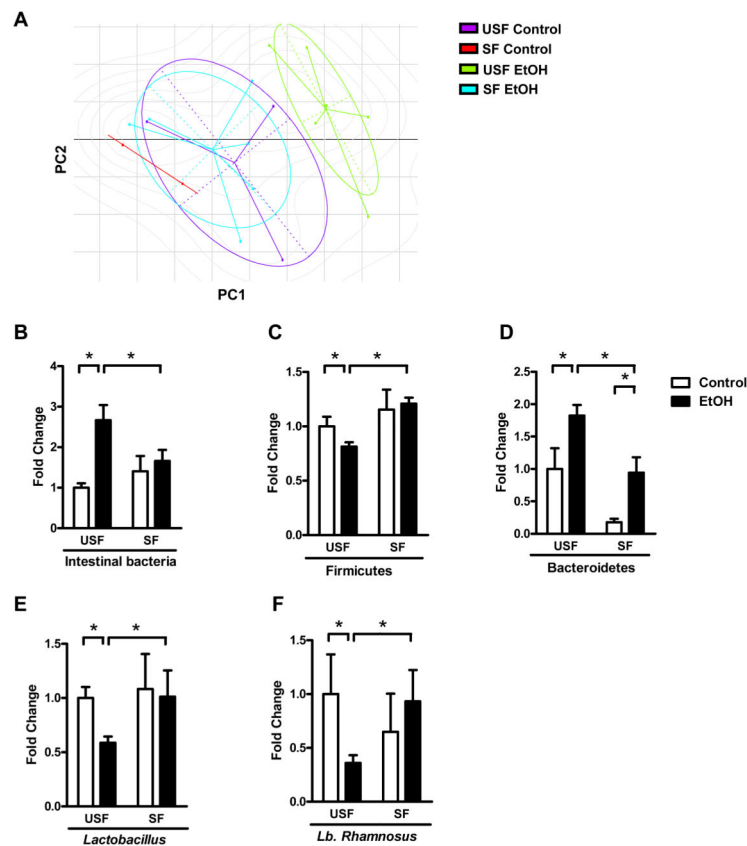 A
USF Control
SF Control
USF EtOH
SF EtOH
PC2
PC1
B
*
*
4
3
2
1
0
Fold Change
USF
SF
Intestinal bacteria
C
*
*
1.5
1.0
0.5
0.0
Fold Change
USF
SF
Firmicutes
D
*
*
*
2.5
2.0
1.5
1.0
0.5
0.0
Fold Change
USF
SF
Bacteroidetes
Control
EtOH
E
*
*
1.5
1.0
0.5
0.0
Fold Change
USF
SF
Lactobacillus
F
*
*
1.5
1.0
0.5
0.0
Fold Change
USF
SF
Lb. Rhamnosus